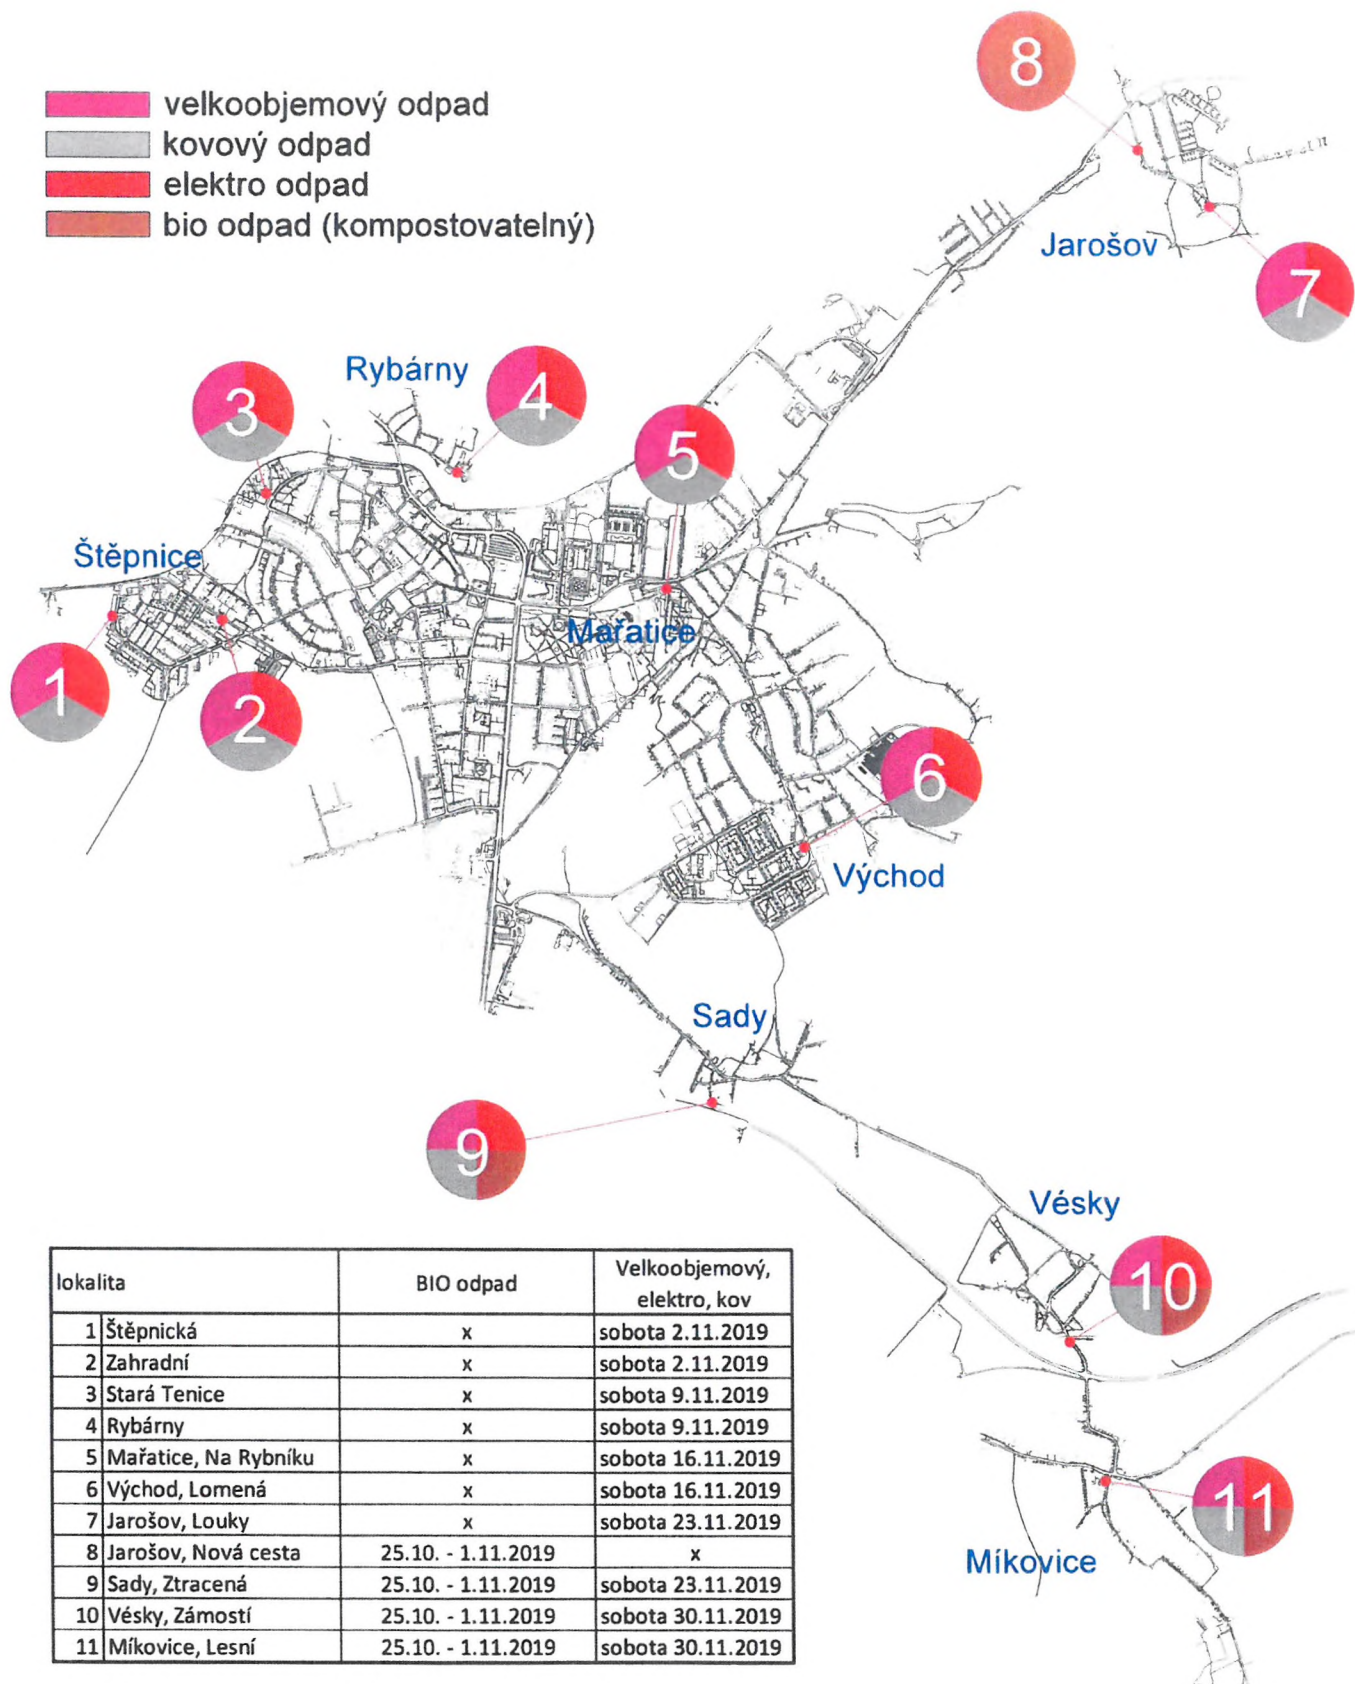 8
velkoobjemový odpad
kovový odpad
elektro odpad
bio odpad (kompostovatelný)
Jarošov
7
Rybárny
3
4
5
Štěpnice
Mařatice
1
2
6
Východ
Sady
9
Vésky
10
11
Míkovice
lokalita BIO odpad Velkoobjemový,
elektro, kov
1 Štěpnická x sobota 2.11.2019
2 Zahradní x sobota 2.11.2019
3 Stará Tenice x sobota 9.11.2019
4 Rybárny x sobota 9.11.2019
5 Mařatice, Na Rybníku x sobota 16.11.2019
6 Východ, Lomená x sobota 16.11.2019
7 Jarošov, Louky x sobota 23.11.2019
8 Jarošov, Nová cesta 25.10. - 1.11.2019 x
9 Sady, Ztracená 25.10. - 1.11.2019 sobota 23.11.2019
10 Vésky, Zámostí 25.10. - 1.11.2019 sobota 30.11.2019
11 Míkovice, Lesní 25.10. - 1.11.2019 sobota 30.11.2019